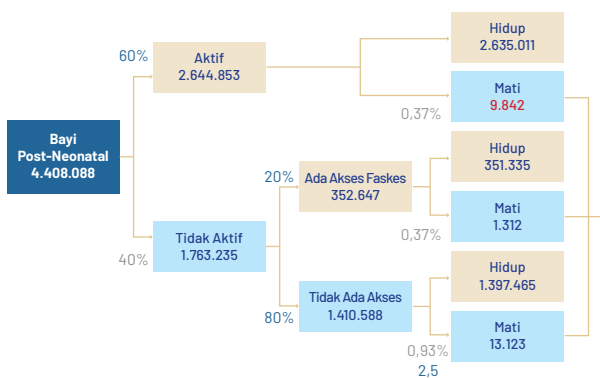 Bayi
Post-Neonatal
4.408.088
60%
Aktif
2.644.853
Hidup
2.635.011
Mati
9.842
0,37%
40%
Tidak Aktif
1.763.235
20%
Ada Akses Faskes
352.647
Hidup
351.335
Mati
1.312
0,37%
80%
Tidak Ada Akses
1.410.588
Hidup
1.397.465
Mati
13.123
0,93%
2,5